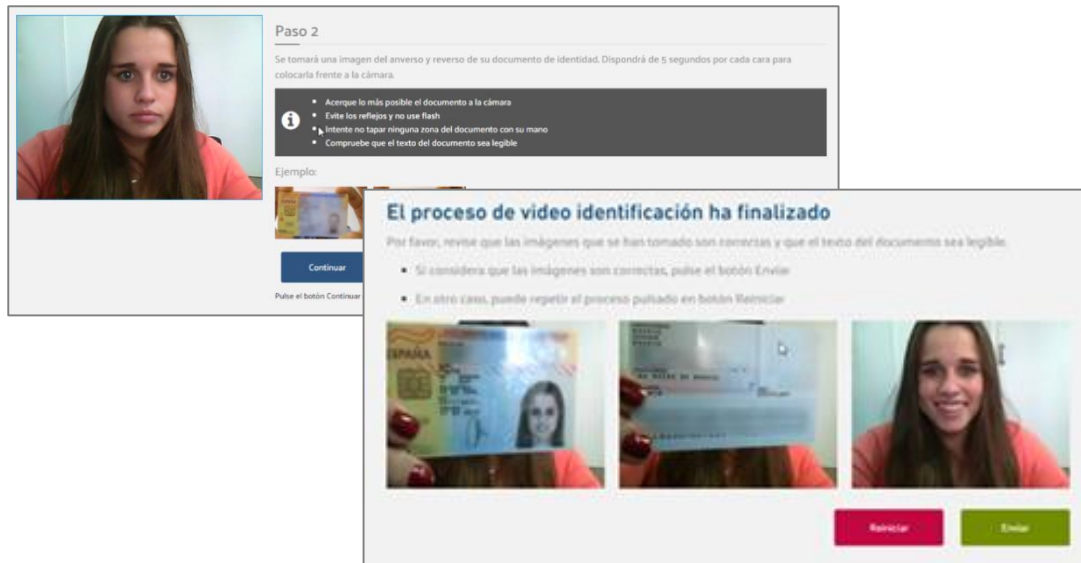 Paso 2
Se tomará una imagen del anverso y reverso de su documento de identidad. Dispondrá de 5 segundos por cada cara para
colocarla frente a la cámara.
Acerque lo más posible el documento a la cámara
Evite los reflejos y no use flash
Intente no tapar ninguna zona del documento con su mano
Compruebe que el texto del documento sea legible
Ejemplo:
Continuar
Pulse el botón Continuar
El proceso de video identificación ha finalizado
Por favor, revise que las imágenes que se han tomado son correctas y que el texto del documento sea legible.
Si considera que las imágenes son correctas, pulse el botón Enviar
En otro caso, puede repetir el proceso pulsado en botón Reiniciar
ESPAÑA
Reiniciar
Enviar